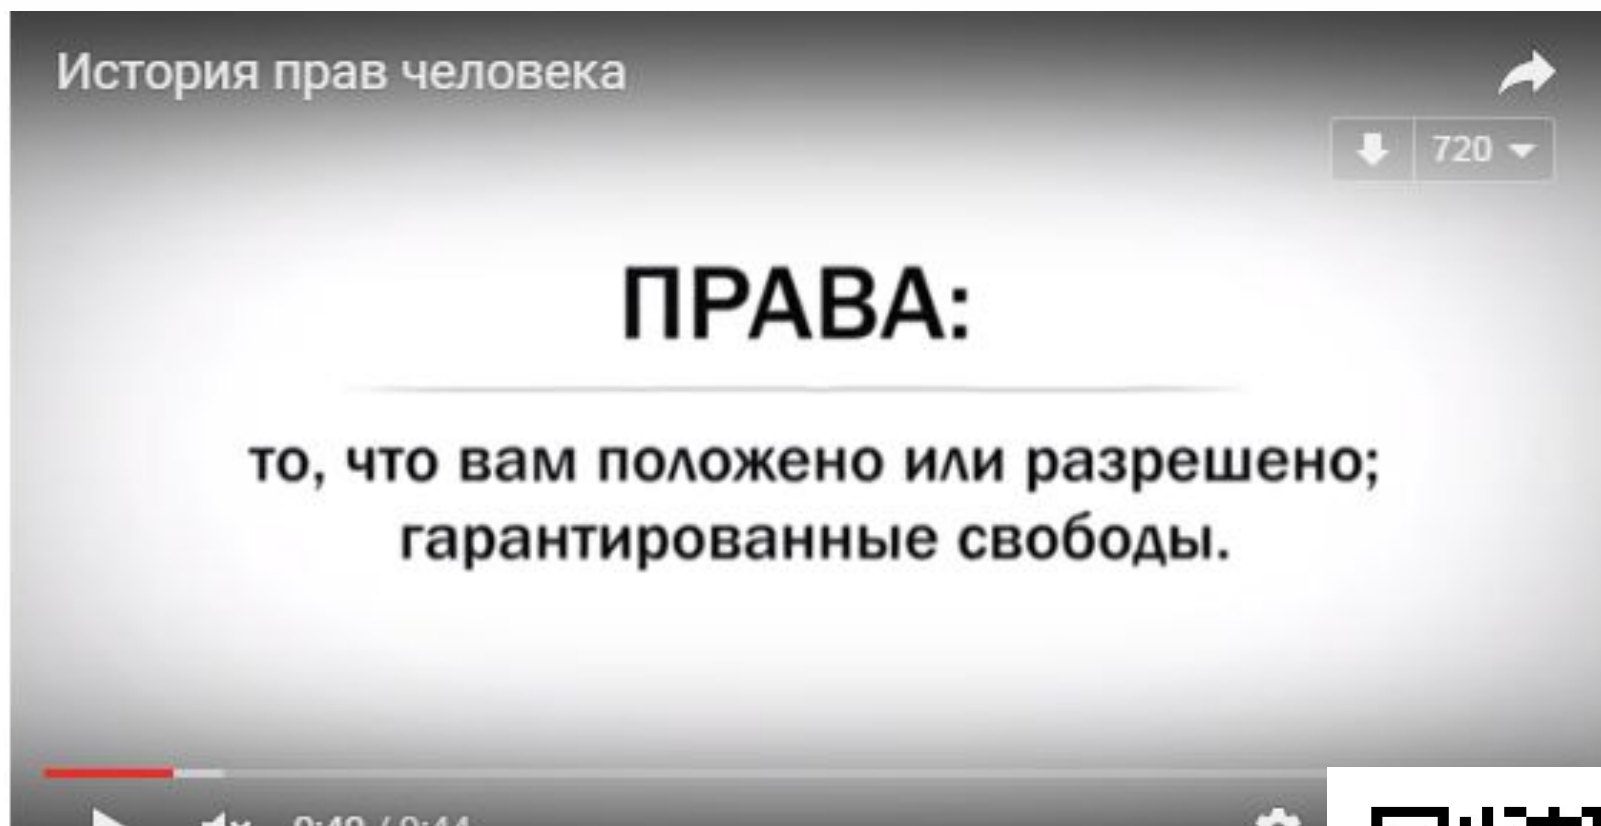 История прав человека
720
ПРАВА:
то, что вам положено или разрешено;
гарантированные свободы.